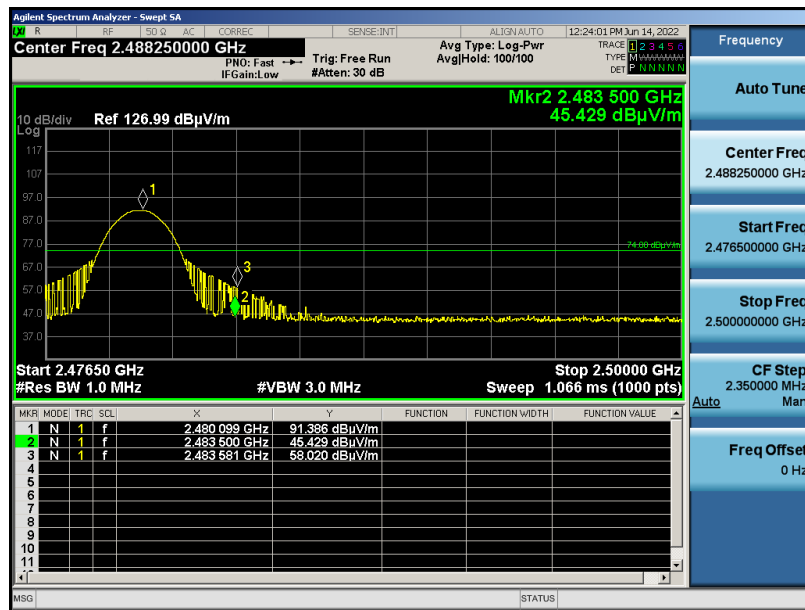 Agilent Spectrum Analyzer - Swept SA
LXI R RF 50 Ω AC CORREC SENSE:INT ALIGNAUTO 12:24:01 PM Jun 14, 2022
Center Freq 2.488250000 GHz
PNO: Fast
IFGain:Low
Trig: Free Run
#Atten: 30 dB
Avg Type: Log-Pwr
Avg|Hold: 100/100
TRACE 1 2 3 4 5 6
TYPE M
DET P N N N N N
Mkr2 2.483 500 GHz
45.429 dBµV/m
10 dB/div Ref 126.99 dBµV/m
Log
117
107
97.0
87.0
77.0
67.0
57.0
47.0
37.0
1
2
3
74.00 dBµV/m
Start 2.47650 GHz Stop 2.50000 GHz
#Res BW 1.0 MHz #VBW 3.0 MHz Sweep 1.066 ms (1000 pts)
MKR MODE TRC SCL X Y FUNCTION FUNCTION WIDTH FUNCTION VALUE
1 N 1 f 2.480 099 GHz 91.386 dBµV/m
2 N 1 f 2.483 500 GHz 45.429 dBµV/m
3 N 1 f 2.483 581 GHz 58.020 dBµV/m
4
5
6
7
8
9
10
11
MSG STATUS
Frequency
Auto Tune
Center Freq
2.488250000 GHz
Start Freq
2.476500000 GHz
Stop Freq
2.500000000 GHz
CF Step
2.350000 MHz
Auto Man
Freq Offset
0 Hz